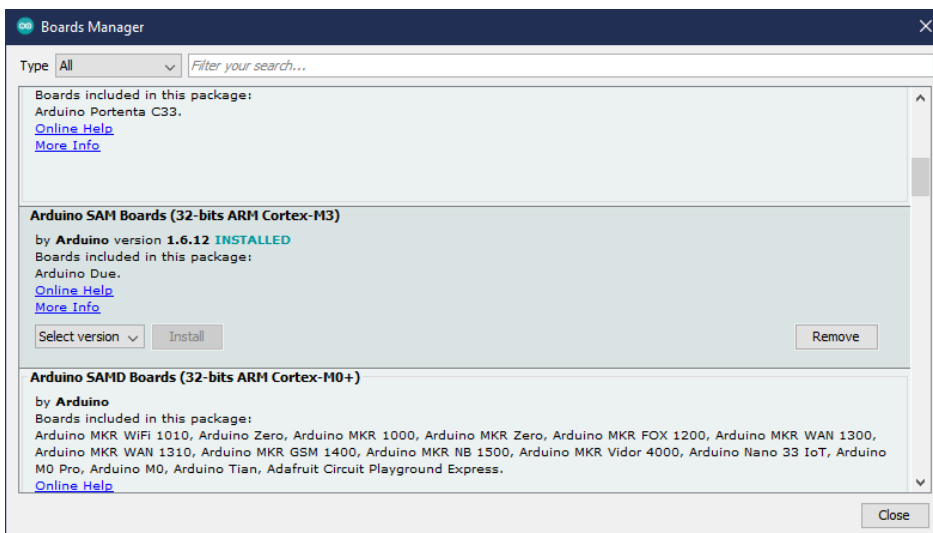 Boards Manager
Type All Filter your search...
Boards included in this package:
Arduino Portenta C33.
Online Help
More Info
Arduino SAM Boards (32-bits ARM Cortex-M3)
by Arduino version 1.6.12 INSTALLED
Boards included in this package:
Arduino Due.
Online Help
More Info
Select version Install Remove
Arduino SAMD Boards (32-bits ARM Cortex-M0+)
by Arduino
Boards included in this package:
Arduino MKR WiFi 1010, Arduino Zero, Arduino MKR 1000, Arduino MKR Zero, Arduino MKR FOX 1200, Arduino MKR WAN 1300,
Arduino MKR WAN 1310, Arduino MKR GSM 1400, Arduino MKR NB 1500, Arduino MKR Vidor 4000, Arduino Nano 33 IoT, Arduino
M0 Pro, Arduino M0, Arduino Tian, Adafruit Circuit Playground Express.
Online Help
Close